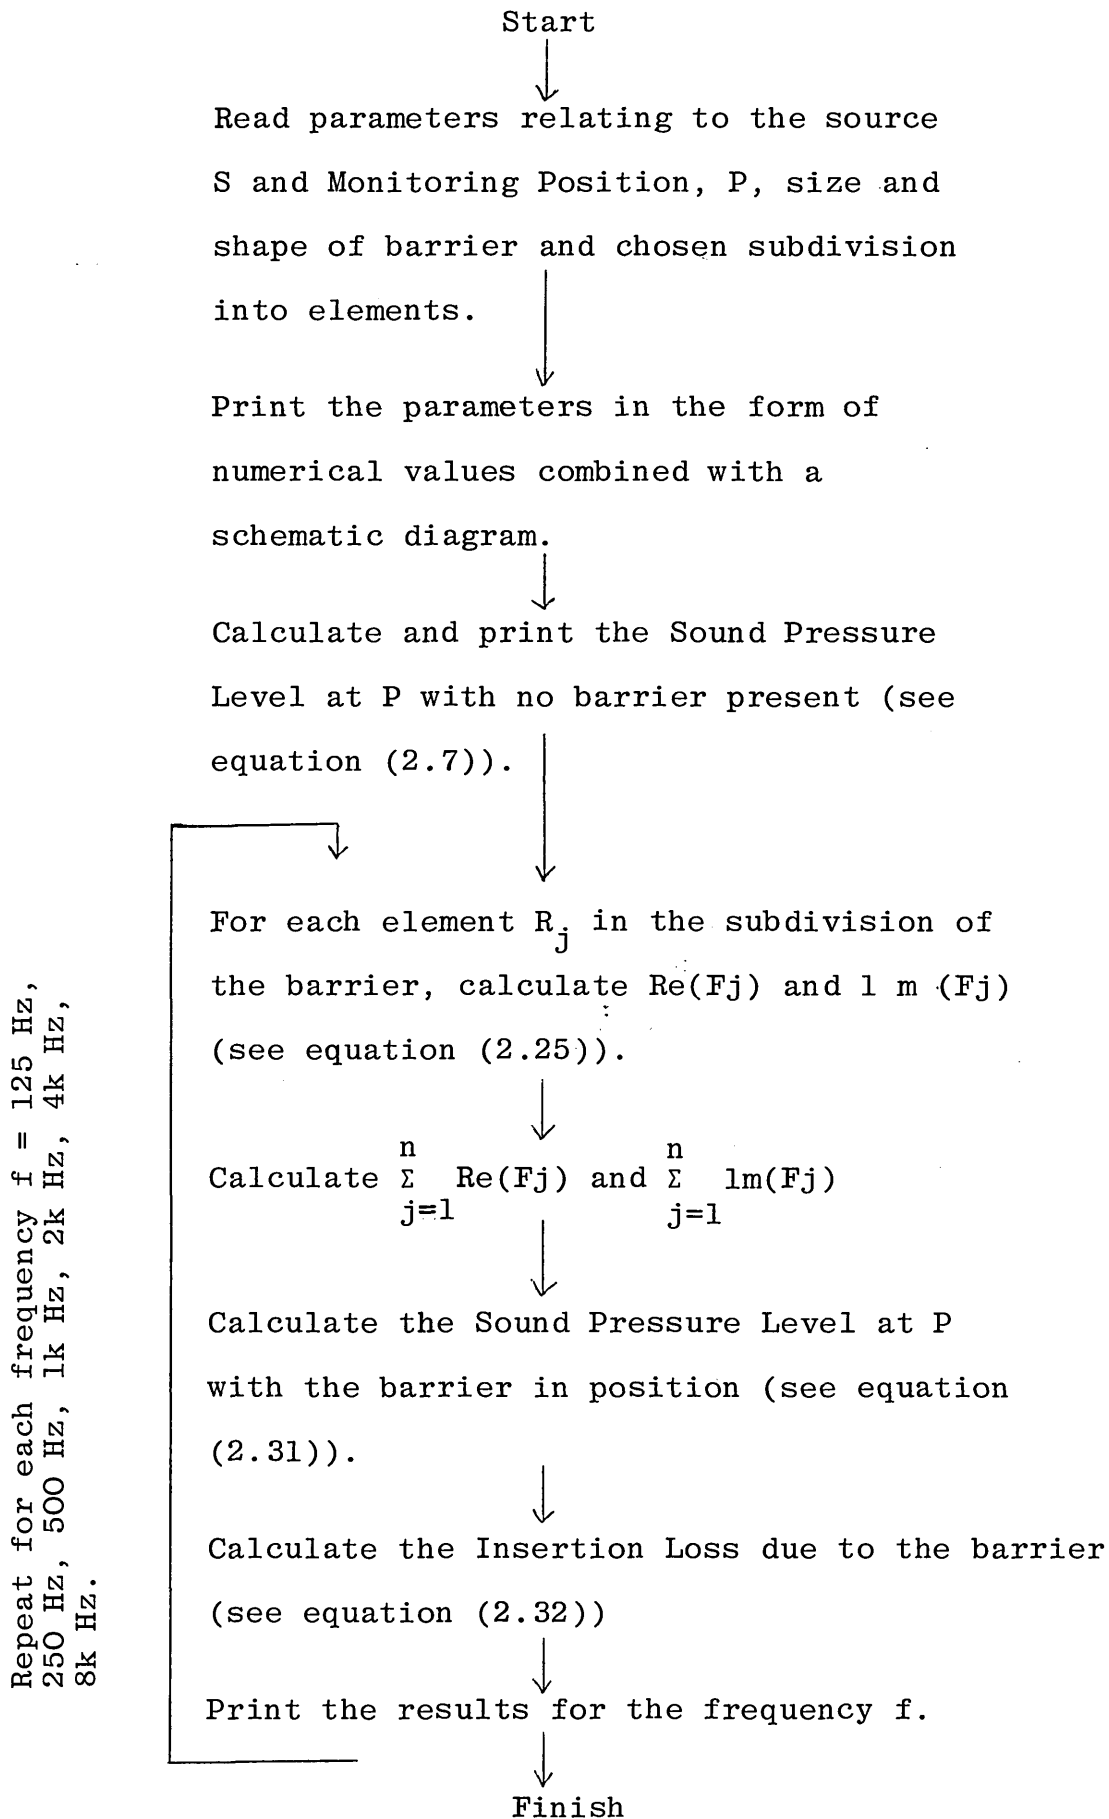 Start
Read parameters relating to the source
S and Monitoring Position, P, size and
shape of barrier and chosen subdivision
into elements.
Print the parameters in the form of
numerical values combined with a
schematic diagram.
Calculate and print the Sound Pressure
Level at P with no barrier present (see
equation (2.7)).
For each element Rj in the subdivision of
the barrier, calculate Re(Fj) and l m (Fj)
(see equation (2.25)).
n n
Calculate Σ Re(Fj) and Σ lm(Fj)
j=1 j=1
Calculate the Sound Pressure Level at P
with the barrier in position (see equation
(2.31)).
Calculate the Insertion Loss due to the barrier
(see equation (2.32))
Print the results for the frequency f.
Finish
Repeat for each frequency f = 125 Hz,
250 Hz, 500 Hz, 1k Hz, 2k Hz, 4k Hz,
8k Hz.